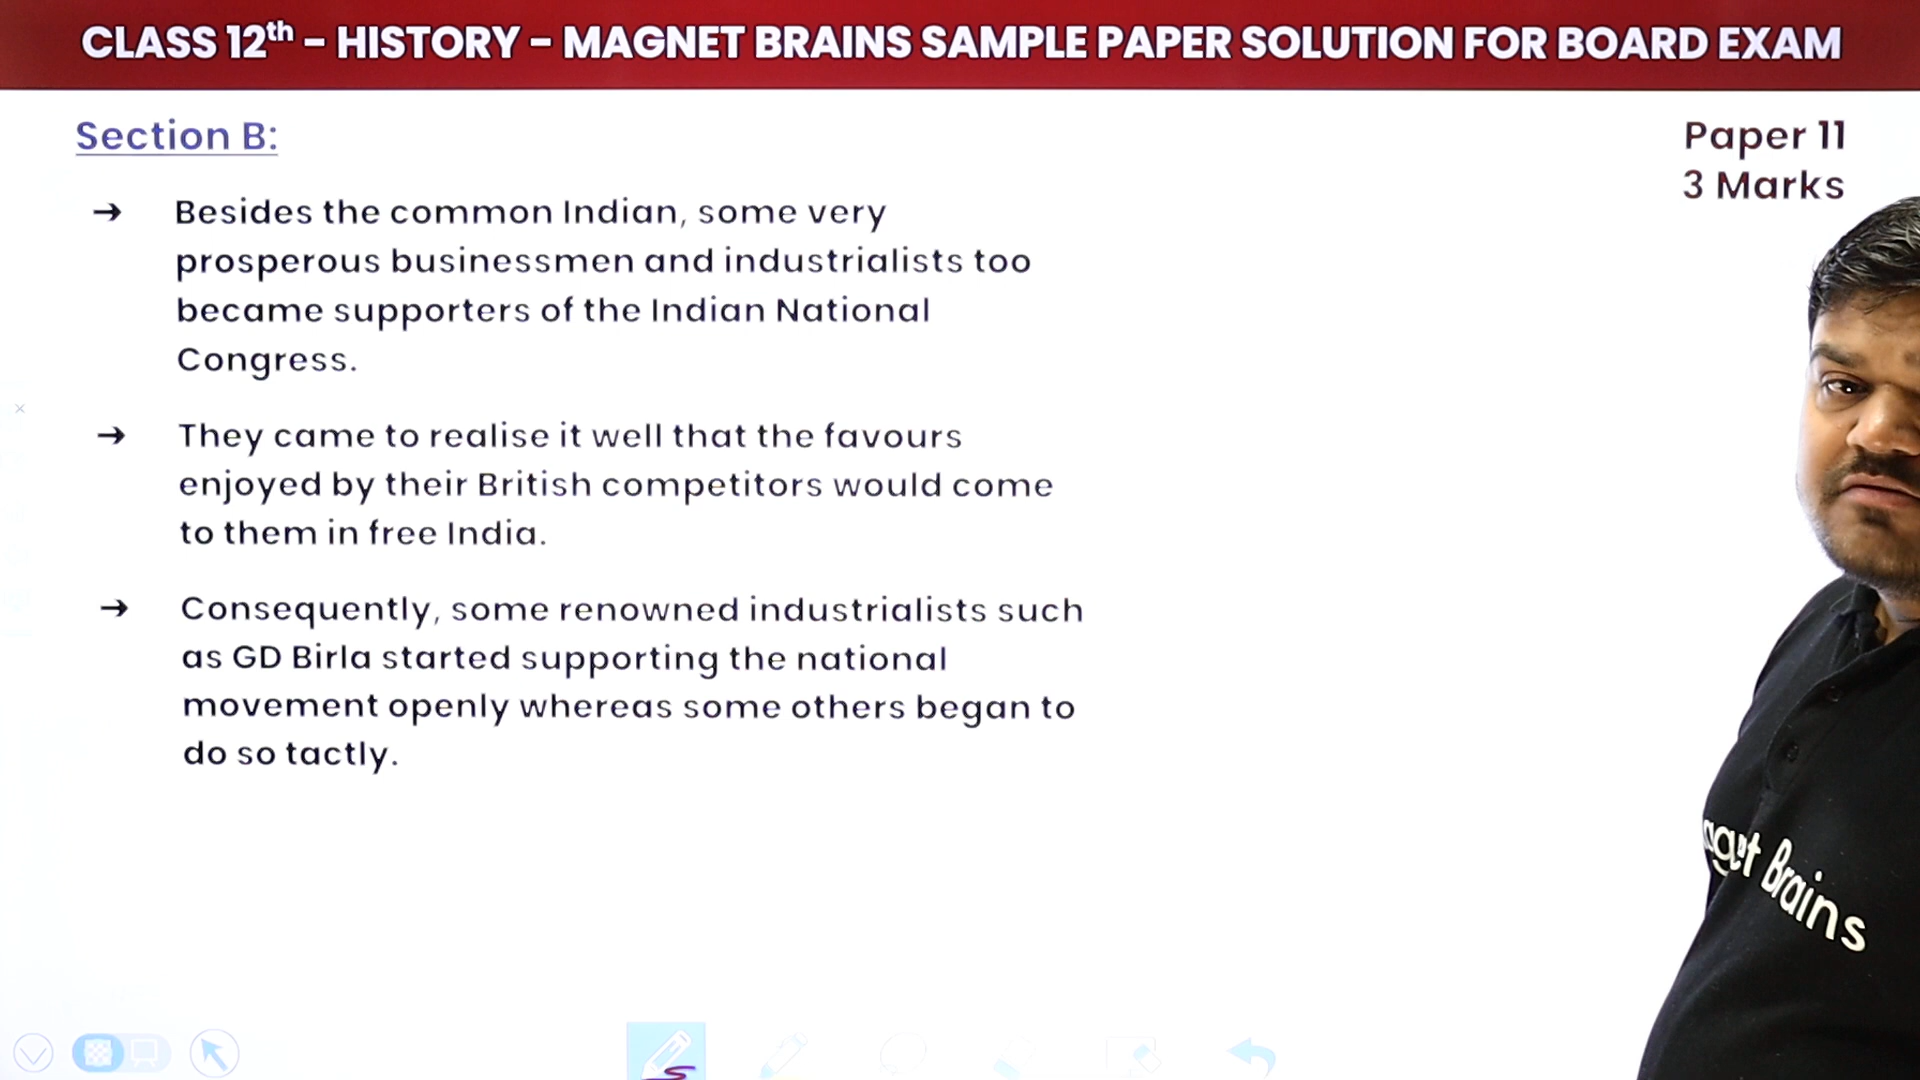 CLASS 12th - HISTORY - MAGNET BRAINS SAMPLE PAPER SOLUTION FOR BOARD EXAM
Section B:
Paper 11
3 Marks
→ Besides the common Indian, some very
prosperous businessmen and industrialists too
became supporters of the Indian National
Congress.
→ They came to realise it well that the favours
enjoyed by their British competitors would come
to them in free India.
→ Consequently, some renowned industrialists such
as GD Birla started supporting the national
movement openly whereas some others began to
do so tactly.
agnet Brains